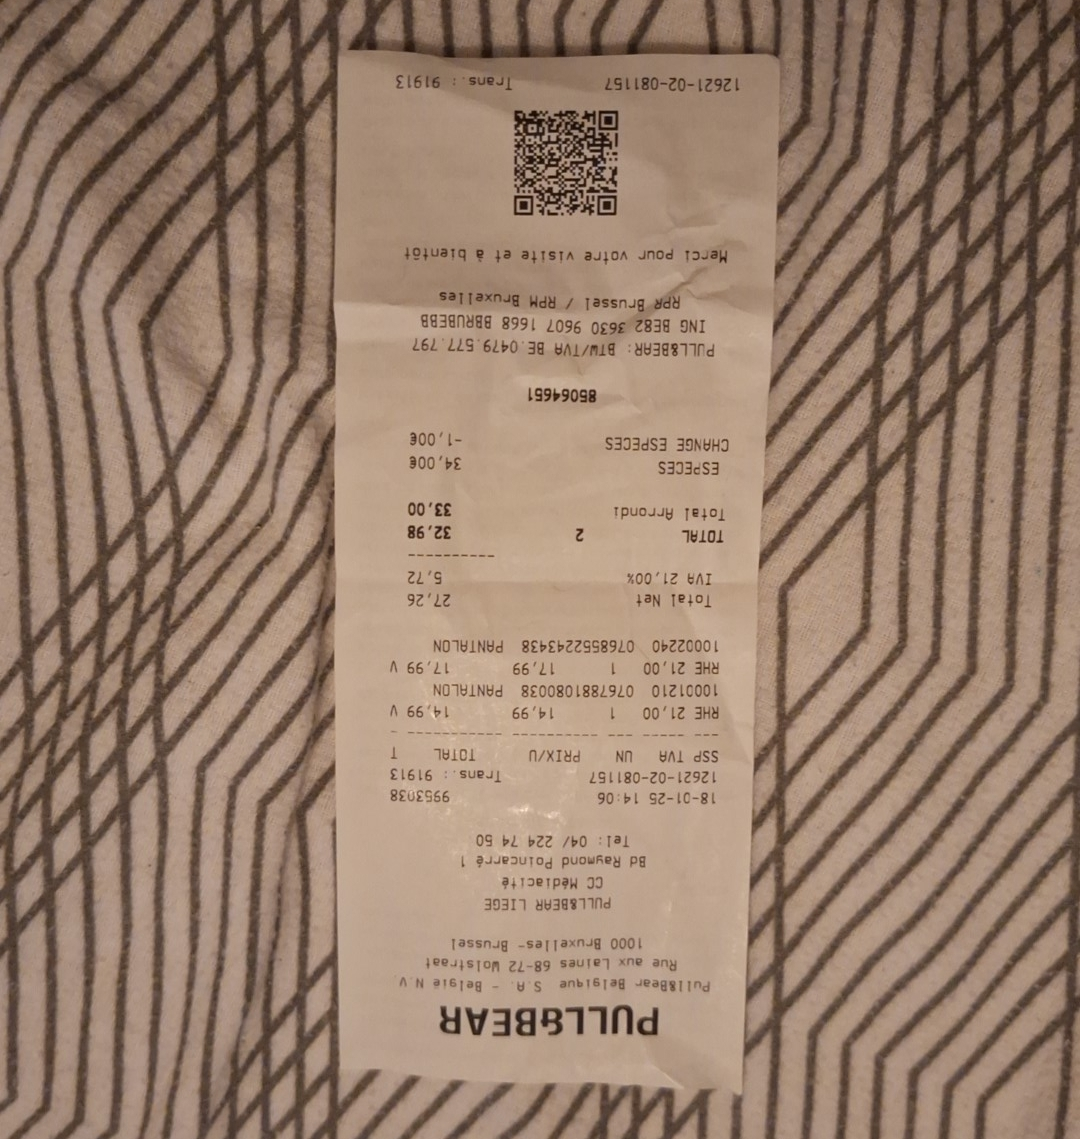 PULL&BEAR
Pull&Bear Belgique S.A. - België N.V.
Rue aux Laines 68-72 Wolstraat
1000 Bruxelles- Brussel
PULL&BEAR LIEGE
CC Médiacité
Bd Raymond Poincarré 1
Tel: 04/ 224 74 50
18-01-25 14:06 9953038
12621-02-081157 Trans.: 91913
SSP TVA UN PRIX/U TOTAL T
--- ----- --- ---------- ---------- -
RHE 21,00 1 14,99 14,99 V
10001210 0767881080038 PANTALON
RHE 21,00 1 17,99 17,99 V
10002240 0768552243438 PANTALON
Total Net 27,26
IVA 21,00% 5,72
----------
TOTAL 2 32,98
Total Arrondi 33,00
ESPECES 34,00€
CHANGE ESPECES -1,00€
85064651
PULL&BEAR: BTW/TVA BE.0479.577.797
ING BE82 3630 9607 1668 BBRUBEBB
RPR Brussel / RPM Bruxelles
Merci pour votre visite et à bientôt
12621-02-081157 Trans.: 91913